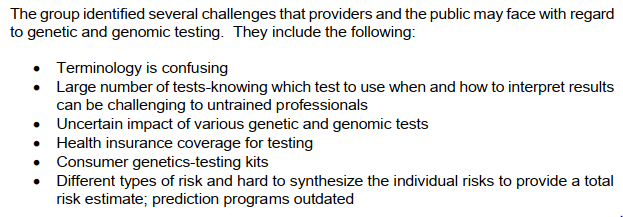 The group identified several challenges that providers and the public may face with regard
to genetic and genomic testing.  They include the following:
• Terminology is confusing
• Large number of tests-knowing which test to use when and how to interpret results
can be challenging to untrained professionals
• Uncertain impact of various genetic and genomic tests
• Health insurance coverage for testing
• Consumer genetics-testing kits
• Different types of risk and hard to synthesize the individual risks to provide a total
risk estimate; prediction programs outdated